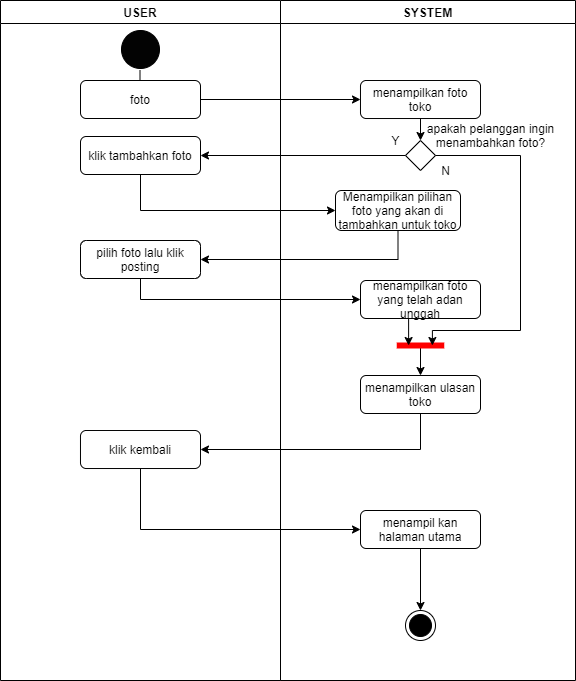 USER
SYSTEM
foto
menampilkan foto
toko
apakah pelanggan ingin
menambahkan foto?
Y
N
klik tambahkan foto
Menampilkan pilihan
foto yang akan di
tambahkan untuk toko
pilih foto lalu klik
posting
menampilkan foto
yang telah adan
unggah
menampilkan ulasan
toko
klik kembali
menampil kan
halaman utama